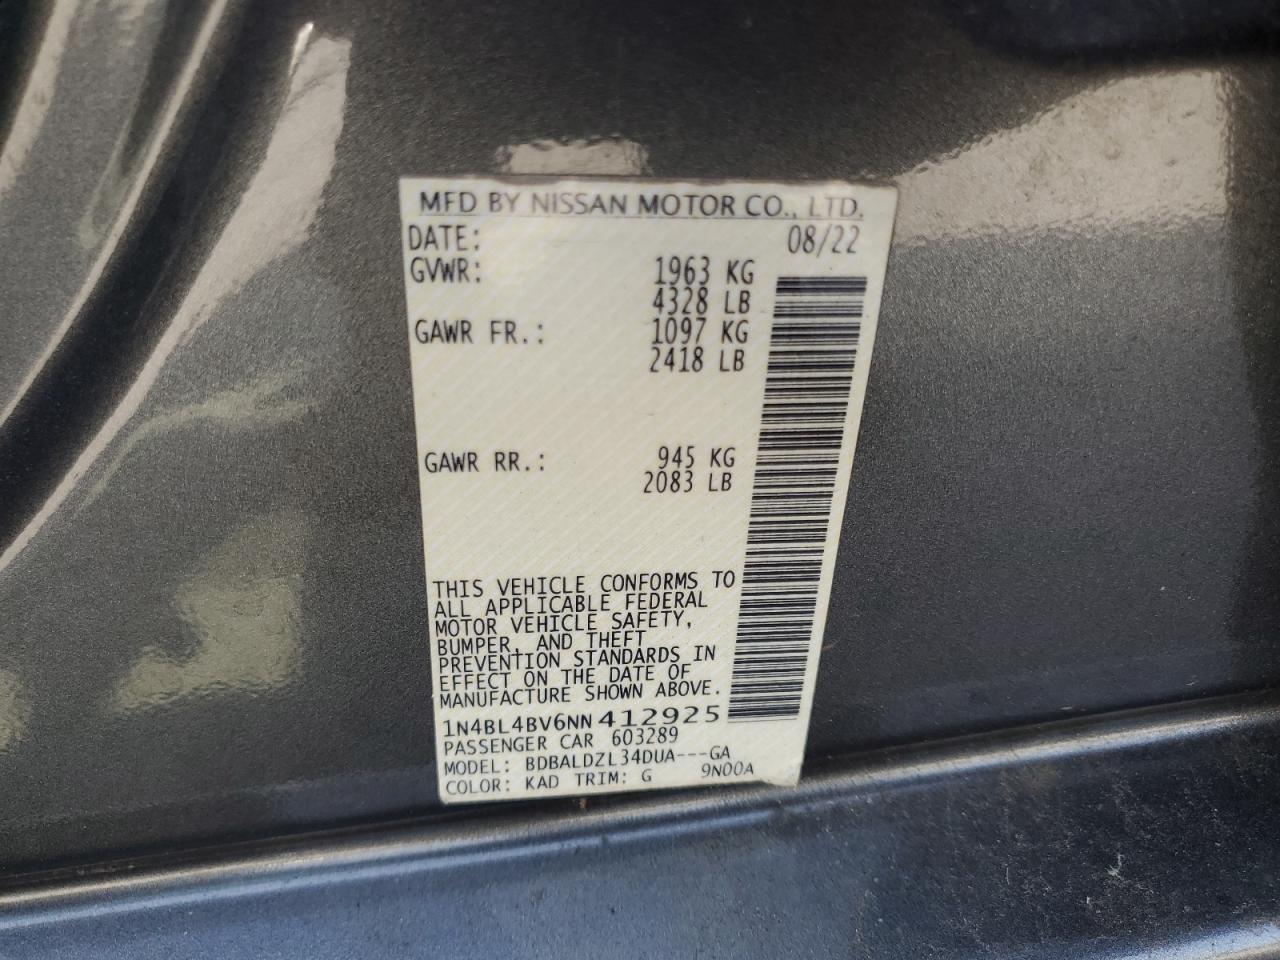 MFD BY NISSAN MOTOR CO., LTD.
DATE: 08/22
GVWR: 1963 KG
4328 LB
GAWR FR.: 1097 KG
2418 LB
GAWR RR.: 945 KG
2083 LB
THIS VEHICLE CONFORMS TO
ALL APPLICABLE FEDERAL
MOTOR VEHICLE SAFETY,
BUMPER, AND THEFT
PREVENTION STANDARDS IN
EFFECT ON THE DATE OF
MANUFACTURE SHOWN ABOVE.
1N4BL4BV6NN412925
PASSENGER CAR 603289
MODEL: BDBALDZL34DUA---GA
COLOR: KAD TRIM: G 9N00A